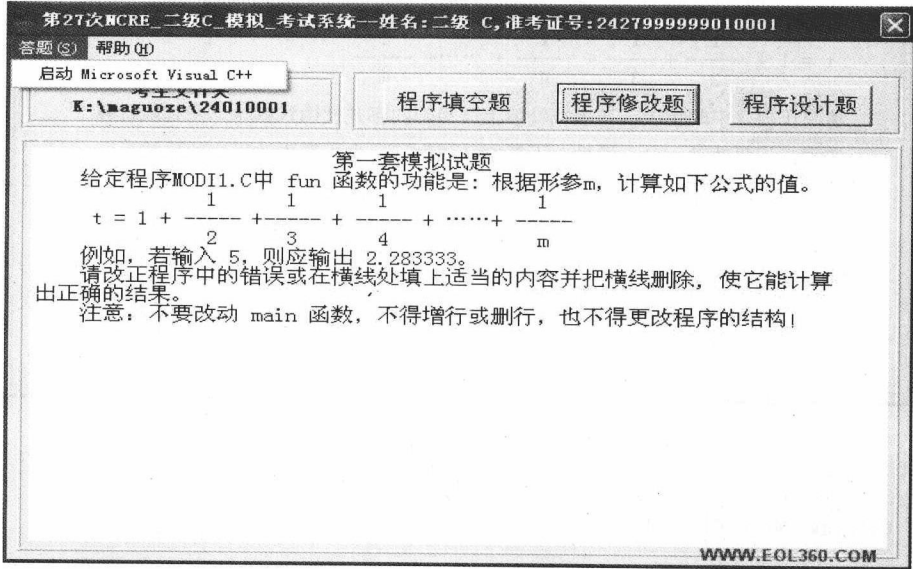 第27次NCRE_二级C_模拟_考试系统--姓名:二级 C,准考证号:2427999999010001
答题(S) 帮助(H)
启动 Microsoft Visual C++
考生文件夹
K:\maguoze\24010001
程序填空题 程序修改题 程序设计题
第一套模拟试题
给定程序MODI1.C中 fun 函数的功能是: 根据形参m, 计算如下公式的值。
1 1 1 1
t = 1 + ----- +----- + ----- + ……+ -----
2 3 4 m
例如, 若输入 5, 则应输出 2.283333。
请改正程序中的错误或在横线处填上适当的内容并把横线删除, 使它能计算
出正确的结果。
注意: 不要改动 main 函数, 不得增行或删行, 也不得更改程序的结构!
WWW.EOL360.COM